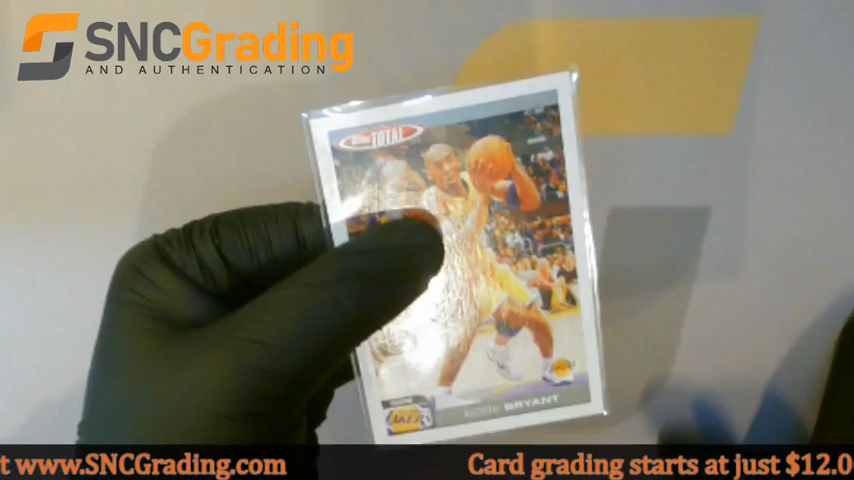 SNCGrading
AND AUTHENTICATION
TOTAL
KOBE BRYANT
t www.SNCGrading.com
Card grading starts at just $12.0